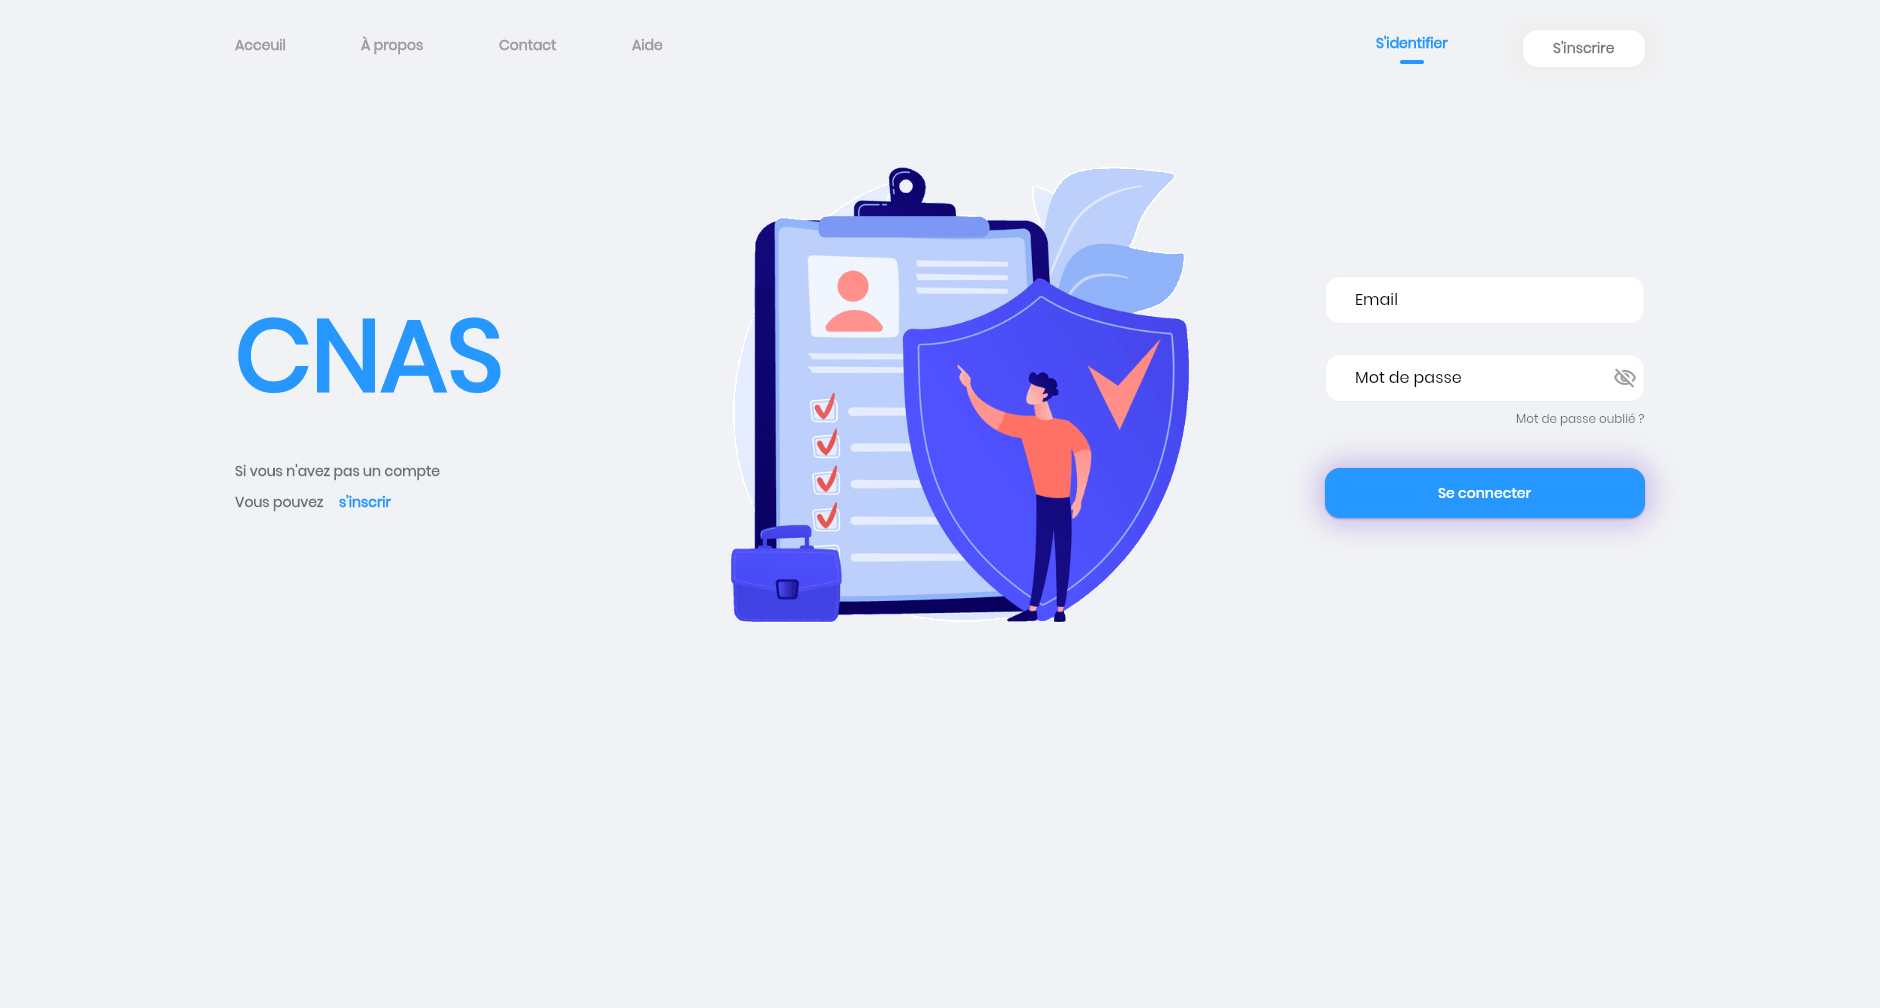 Acceuil
À propos
Contact
Aide
S'identifier
S'inscrire
CNAS
Si vous n'avez pas un compte
Vous pouvez s'inscrir
Email
Mot de passe
Mot de passe oublié ?
Se connecter